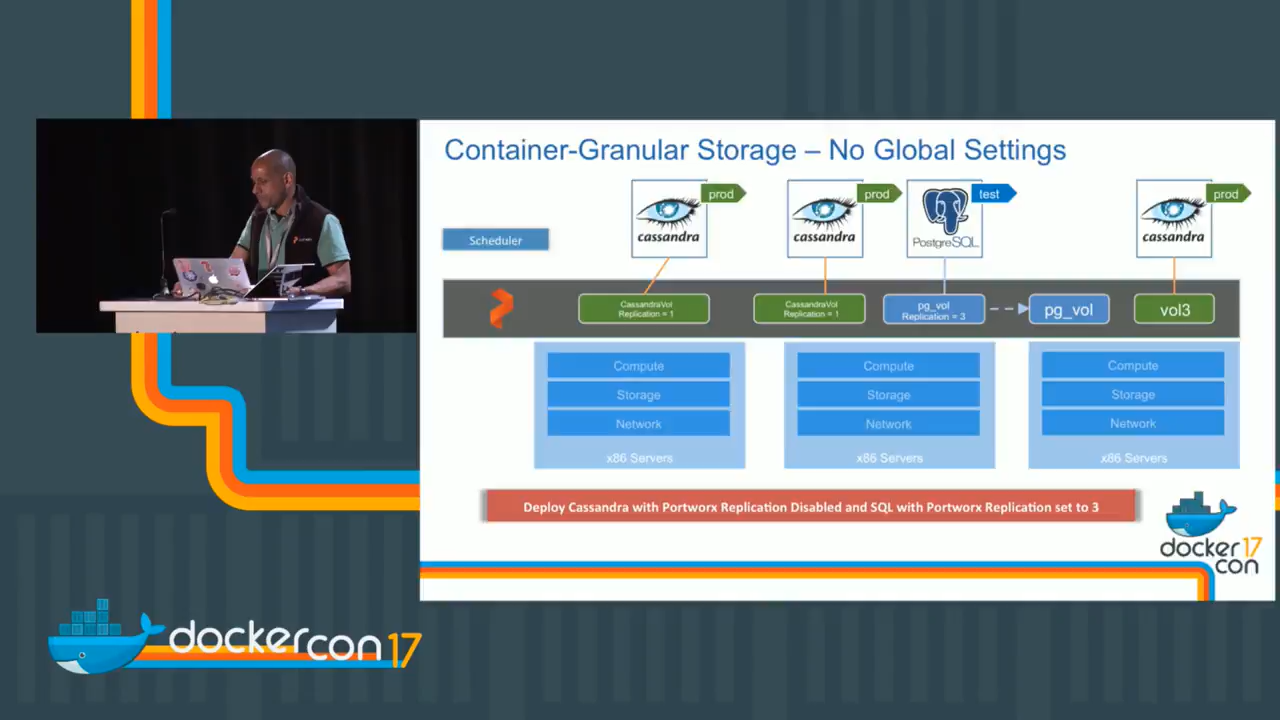 Container-Granular Storage – No Global Settings
prod
prod
test
prod
Scheduler
cassandra
cassandra
PostgreSQL
cassandra
CassandraVol
Replication = 1
CassandraVol
Replication = 1
pg_vol
Replication = 3
pg_vol
vol3
Compute
Compute
Compute
Storage
Storage
Storage
Network
Network
Network
x86 Servers
x86 Servers
x86 Servers
Deploy Cassandra with Portworx Replication Disabled and SQL with Portworx Replication set to 3
docker 17
con
dockercon 17